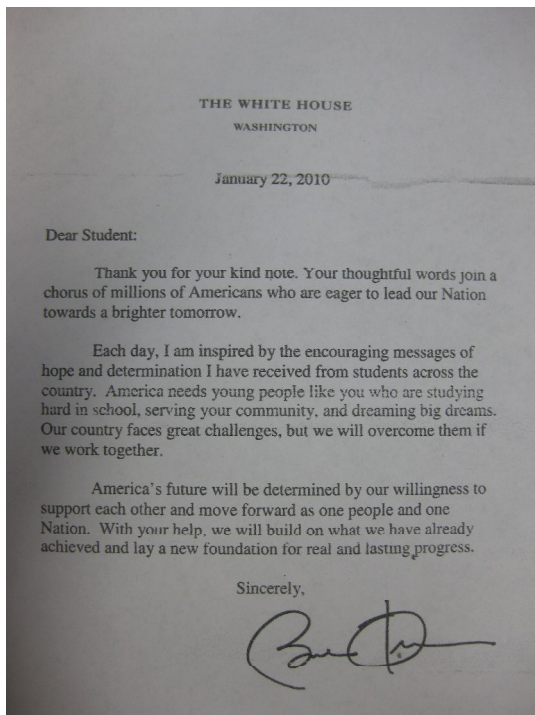 THE WHITE HOUSE
WASHINGTON
January 22, 2010
Dear Student:
Thank you for your kind note. Your thoughtful words join a
chorus of millions of Americans who are eager to lead our Nation
towards a brighter tomorrow.
Each day, I am inspired by the encouraging messages of
hope and determination I have received from students across the
country. America needs young people like you who are studying
hard in school, serving your community, and dreaming big dreams.
Our country faces great challenges, but we will overcome them if
we work together.
America's future will be determined by our willingness to
support each other and move forward as one people and one
Nation. With your help, we will build on what we have already
achieved and lay a new foundation for real and lasting progress.
Sincerely,